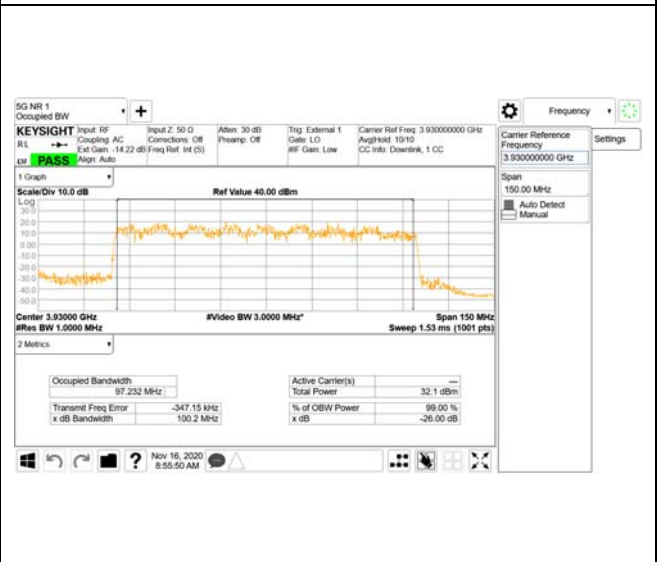 5G NR 1
Occupied BW
Frequency
KEYSIGHT
RL
PASS
Input: RF
Coupling: AC
Ext Gain: -14.22 dB
Align: Auto
Input Z: 50 Ω
Corrections: Off
Freq Ref: Int (S)
Atten: 30 dB
Preamp: Off
Trig: External 1
Gate: LO
#IF Gain: Low
Carrier Ref Freq: 3.930000000 GHz
Avg|Hold: 10/10
CC Info: Downlink, 1 CC
Carrier Reference
Frequency
3.930000000 GHz
Settings
Span
150.00 MHz
Auto Detect
Manual
1 Graph
Scale/Div 10.0 dB
Ref Value 40.00 dBm
Log
30.0
20.0
10.0
0.00
-10.0
-20.0
-30.0
-40.0
-50.0
Center 3.93000 GHz
#Video BW 3.0000 MHz*
Span 150 MHz
#Res BW 1.0000 MHz
Sweep 1.53 ms (1001 pts)
2 Metrics
Occupied Bandwidth
97.232 MHz
Active Carrier(s)
---
Total Power
32.1 dBm
Transmit Freq Error
-347.15 kHz
x dB Bandwidth
100.2 MHz
% of OBW Power
99.00 %
x dB
-26.00 dB
?
Nov 16, 2020
8:55:50 AM